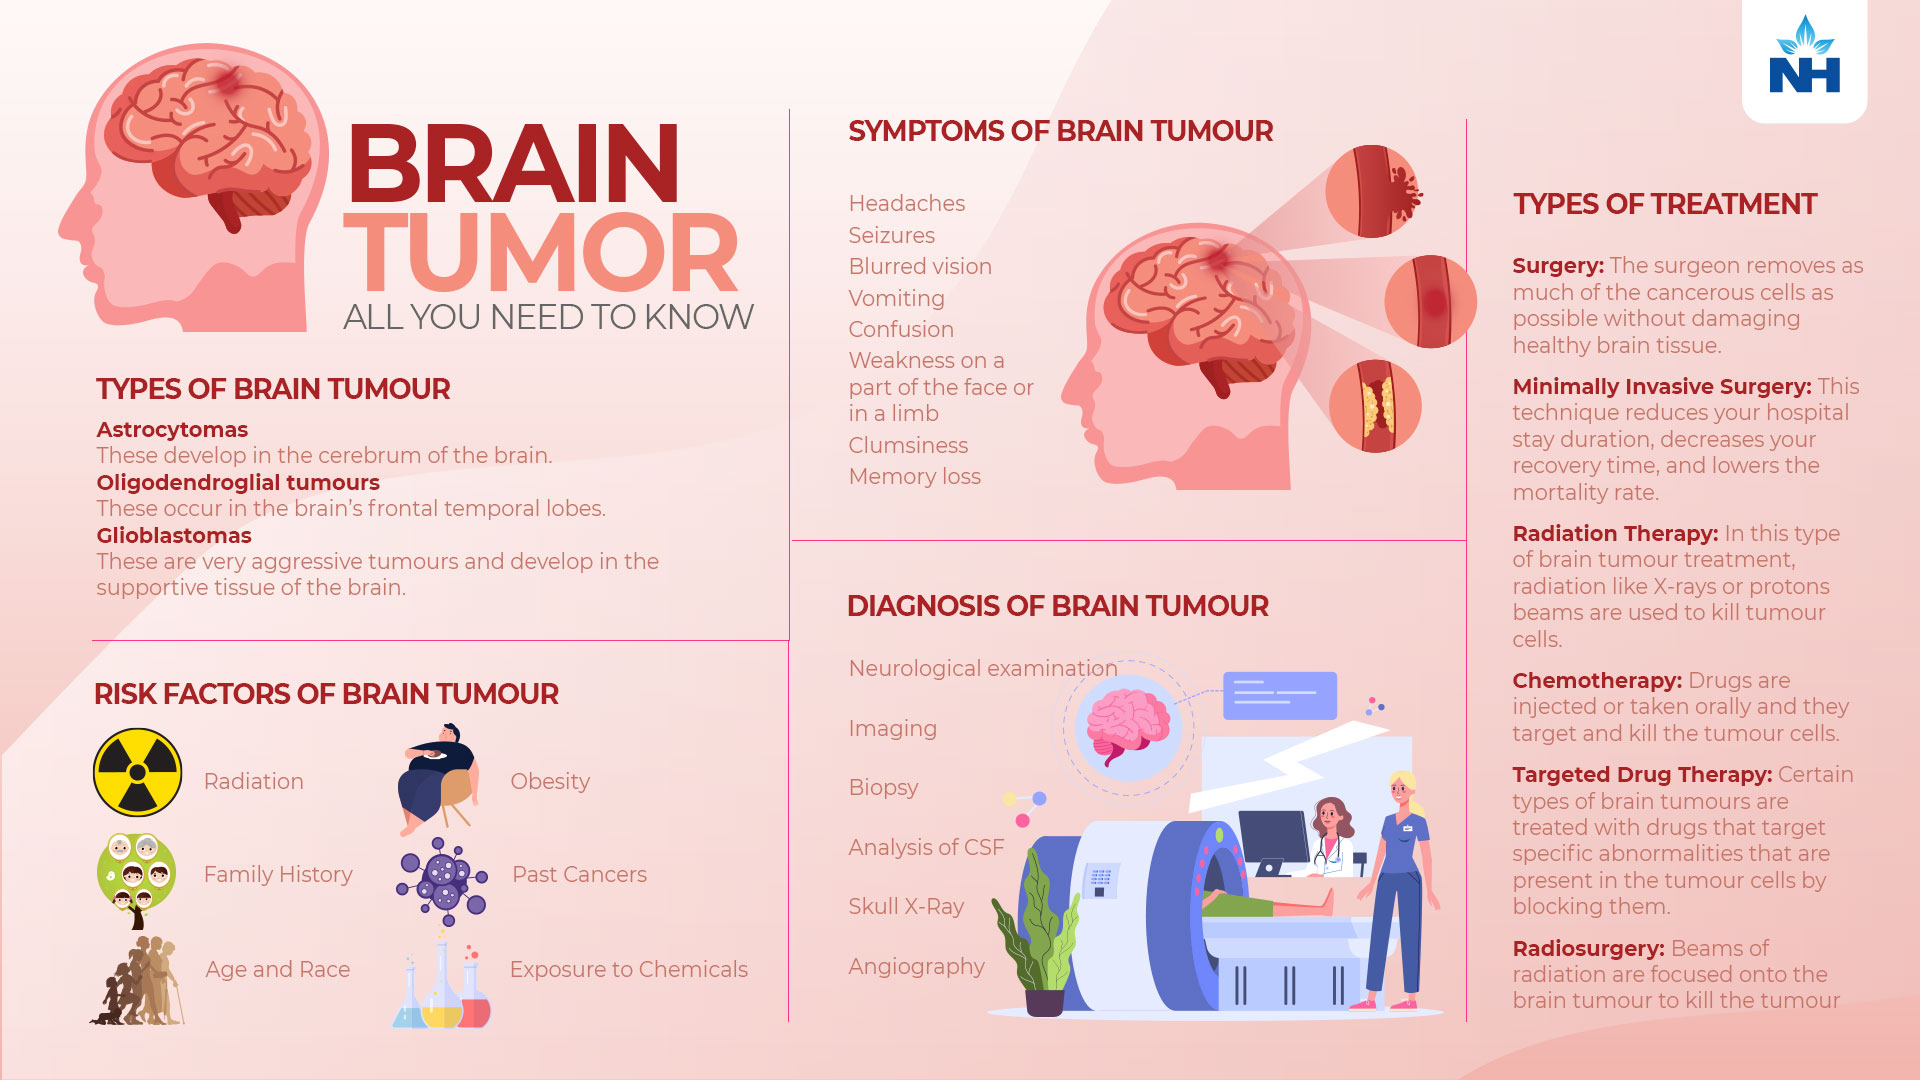 BRAIN
TUMOR
ALL YOU NEED TO KNOW
TYPES OF BRAIN TUMOUR
Astrocytomas
These develop in the cerebrum of the brain.
Oligodendroglial tumours
These occur in the brain's frontal temporal lobes.
Glioblastomas
These are very aggressive tumours and develop in the
supportive tissue of the brain.
RISK FACTORS OF BRAIN TUMOUR
Radiation
Obesity
Family History
Past Cancers
Age and Race
Exposure to Chemicals
SYMPTOMS OF BRAIN TUMOUR
Headaches
Seizures
Blurred vision
Vomiting
Confusion
Weakness on a
part of the face or
in a limb
Clumsiness
Memory loss
DIAGNOSIS OF BRAIN TUMOUR
Neurological examination
Imaging
Biopsy
Analysis of CSF
Skull X-Ray
Angiography
NH
TYPES OF TREATMENT
Surgery: The surgeon removes as
much of the cancerous cells as
possible without damaging
healthy brain tissue.
Minimally Invasive Surgery: This
technique reduces your hospital
stay duration, decreases your
recovery time, and lowers the
mortality rate.
Radiation Therapy: In this type
of brain tumour treatment,
radiation like X-rays or protons
beams are used to kill tumour
cells.
Chemotherapy: Drugs are
injected or taken orally and they
target and kill the tumour cells.
Targeted Drug Therapy: Certain
types of brain tumours are
treated with drugs that target
specific abnormalities that are
present in the tumour cells by
blocking them.
Radiosurgery: Beams of
radiation are focused onto the
brain tumour to kill the tumour